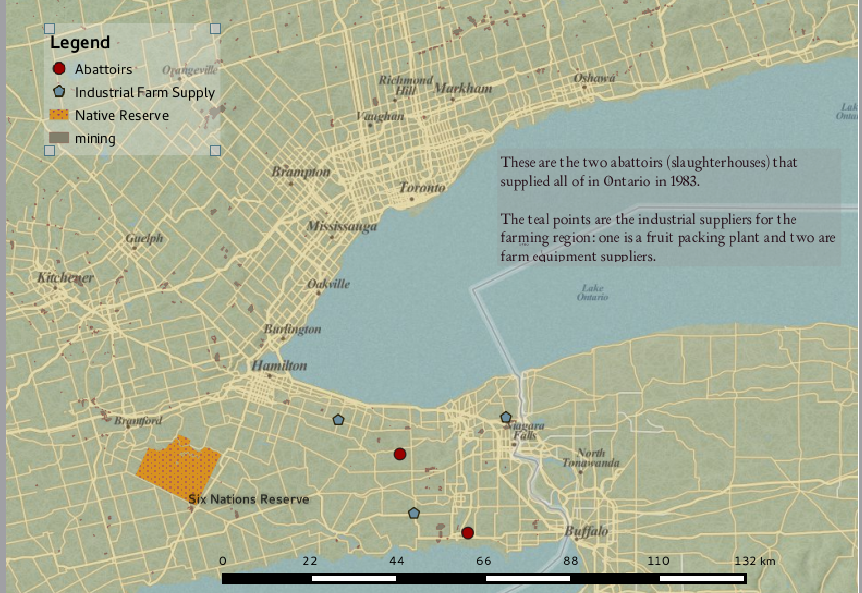 Legend
Abattoirs
Industrial Farm Supply
Native Reserve
mining
Orangeville
Richmond
Hill
Markham
Oshawa
Vaughan
Lake
These are the two abattoirs (slaughterhouses) that
supplied all of in Ontario in 1983.
The teal points are the industrial suppliers for the
farming region: one is a fruit packing plant and two are
farm equipment suppliers.
Brampton
Toronto
Mississauga
Guelph
Kitchener
Oakville
Lake
Ontario
Burlington
Hamilton
Brantford
Niagara
Falls
North
Tonawanda
Six Nations Reserve
Buffalo
0 22 44 66 88 110 132 km